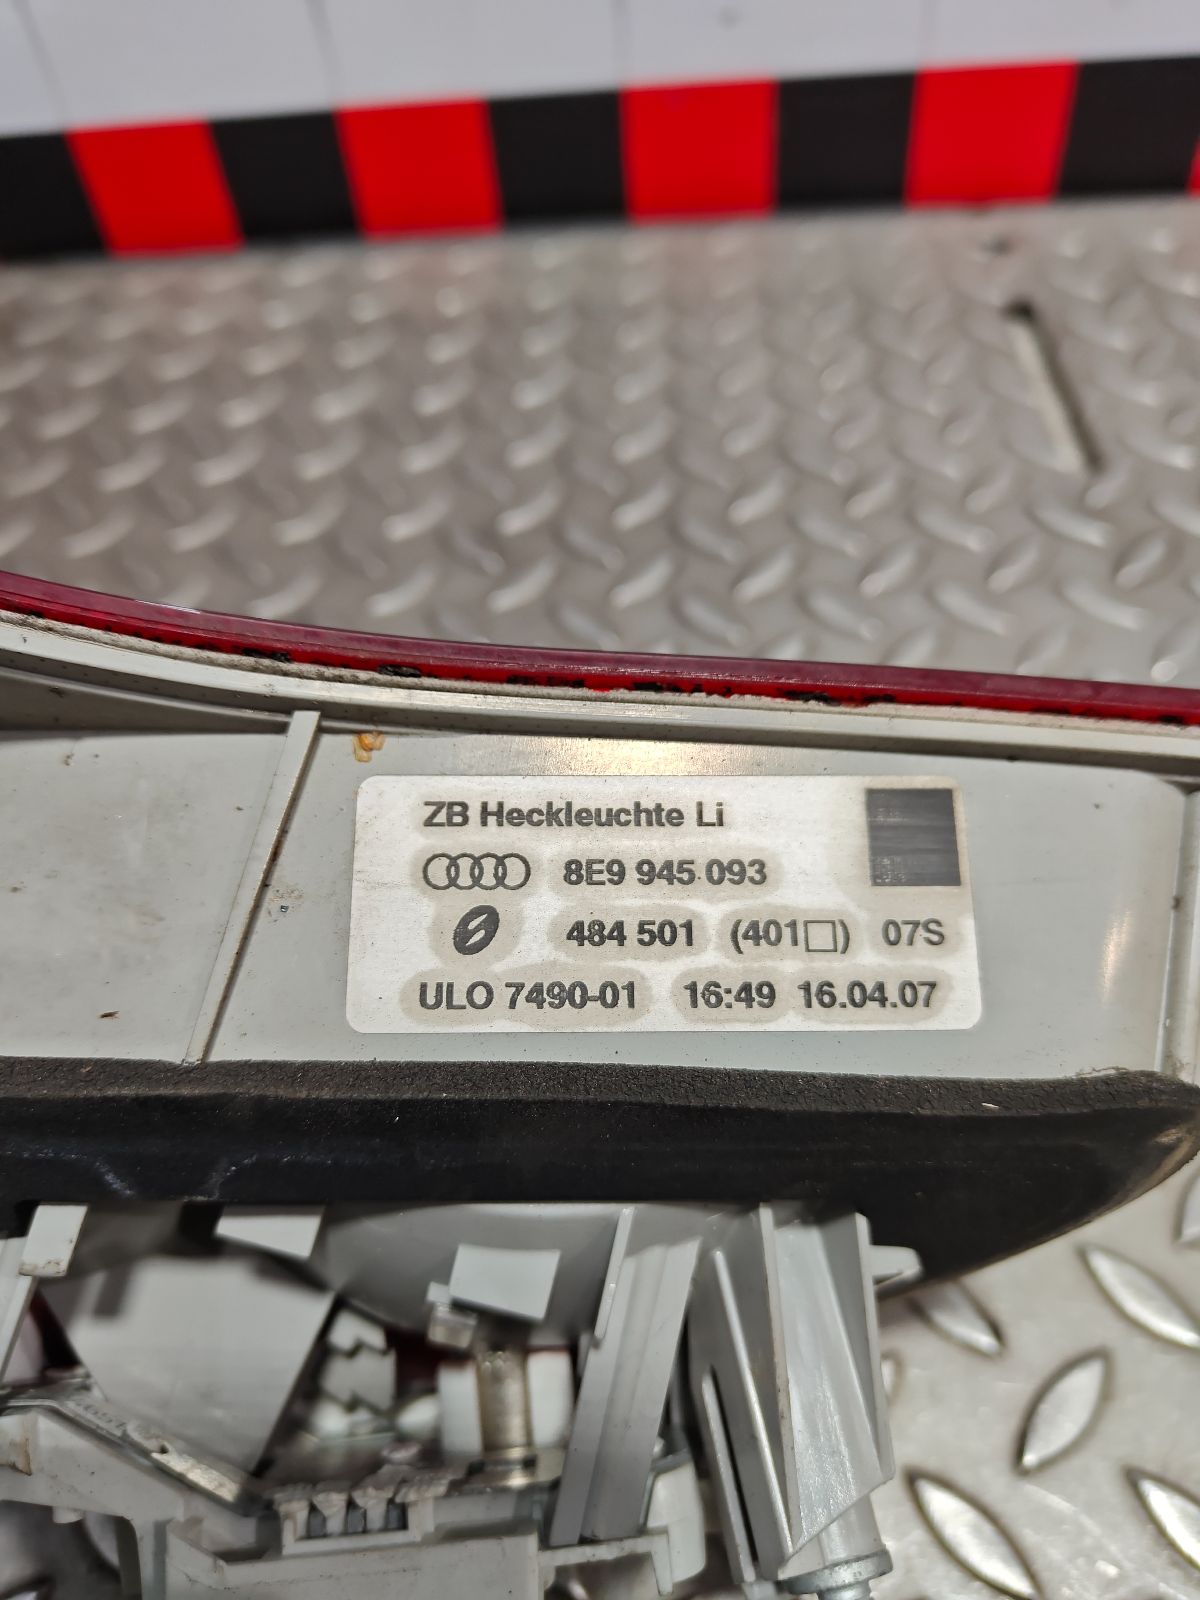 ZB Heckleuchte Li
8E9 945 093
484 501 (401□) 07S
ULO 7490-01 16:49 16.04.07